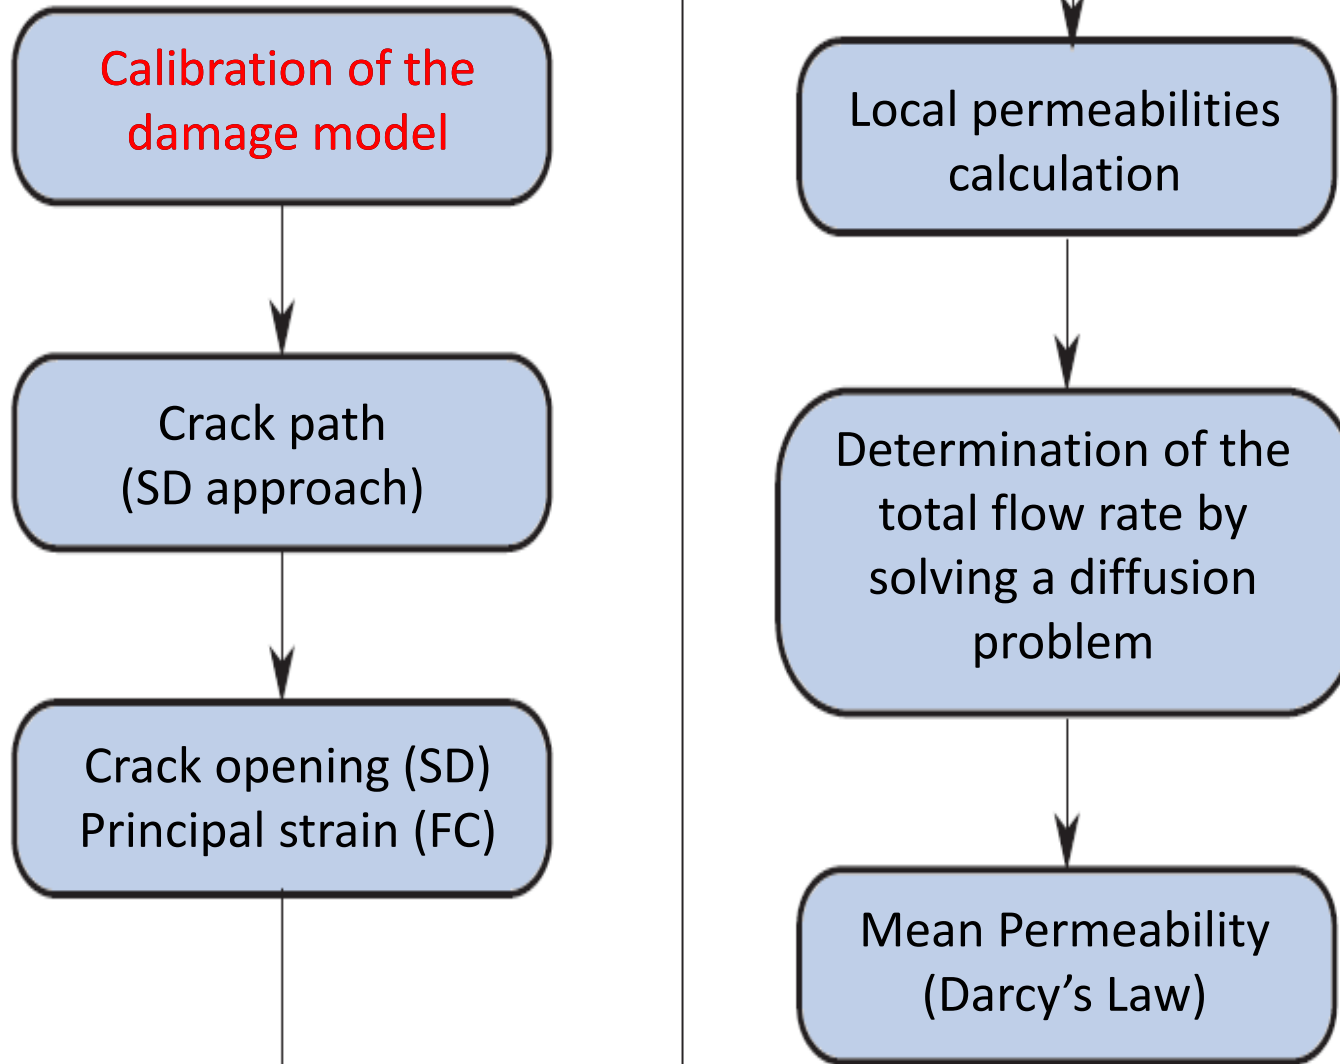 Calibration of the
damage model
Crack path
(SD approach)
Crack opening (SD)
Principal strain (FC)
Local permeabilities
calculation
Determination of the
total flow rate by
solving a diffusion
problem
Mean Permeability
(Darcy’s Law)